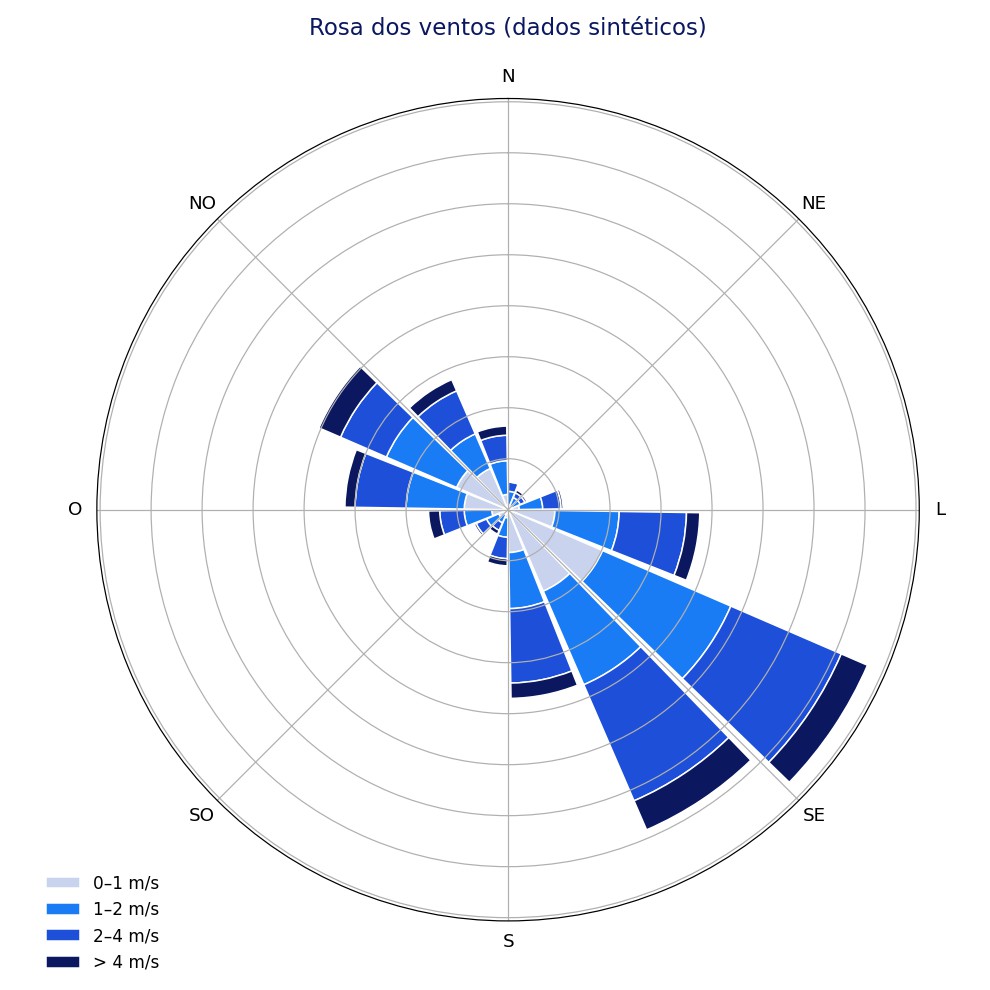 Rosa dos ventos (dados sintéticos)
N
NO
NE
O
L
SO
SE
S
0–1 m/s
1–2 m/s
2–4 m/s
> 4 m/s